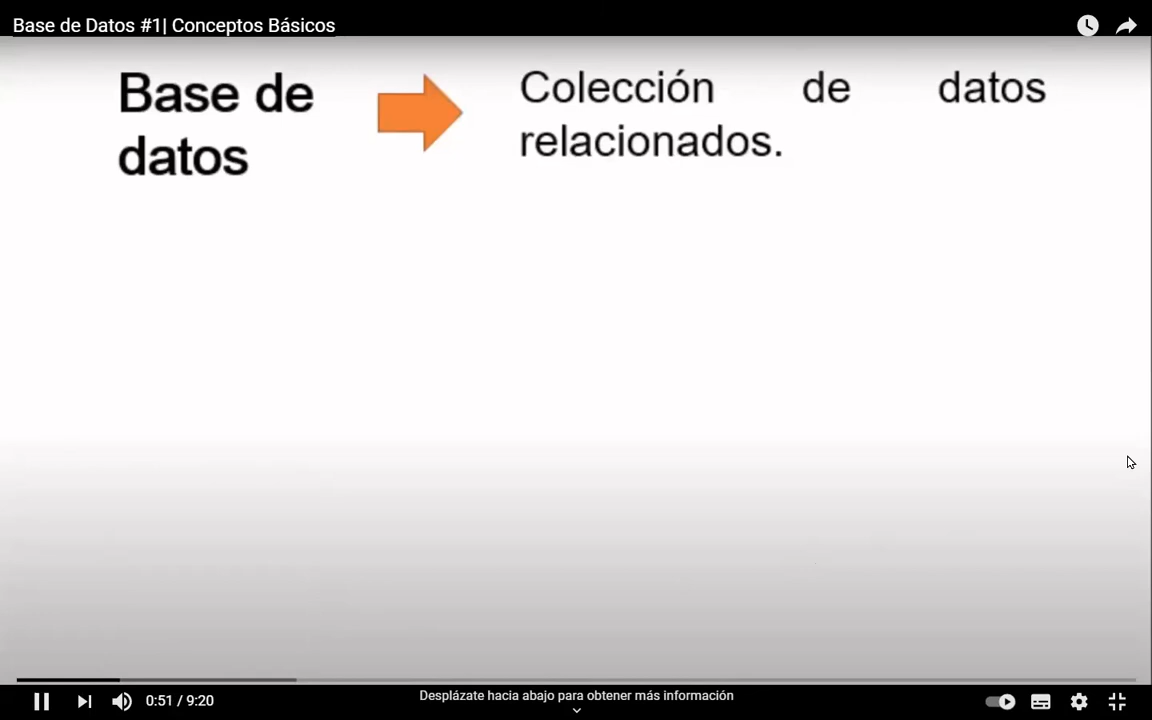 Base de Datos #1| Conceptos Básicos
Base de
datos
Colección de datos
relacionados.
0:51 / 9:20
Desplázate hacia abajo para obtener más información